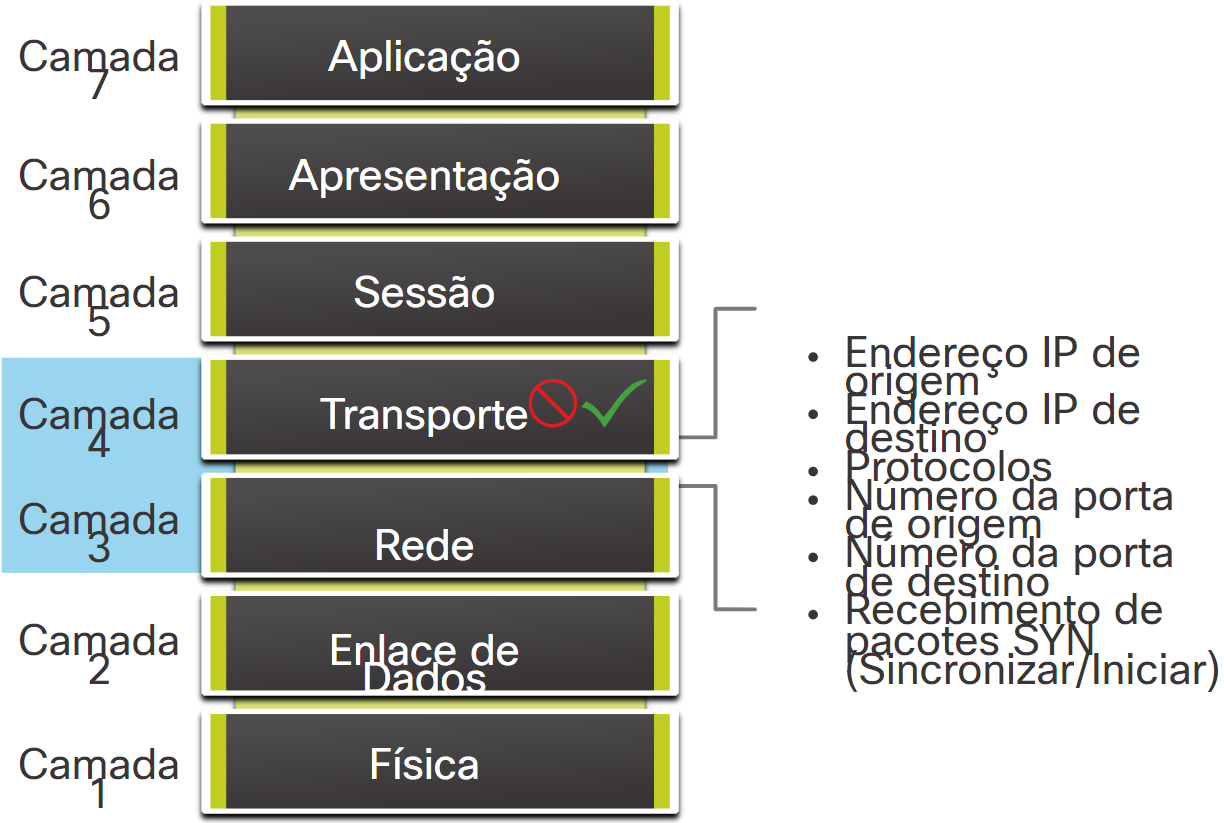 Camada
7
Aplicação
Camada
6
Apresentação
Camada
5
Sessão
Camada
4
Transporte
Camada
3
Rede
Camada
2
Enlace de
Dados
Camada
1
Física
• Endereço IP de
origem
• Endereço IP de
destino
• Protocolos
• Número da porta
de origem
• Número da porta
de destino
• Recebimento de
pacotes SYN
(Sincronizar/Iniciar)